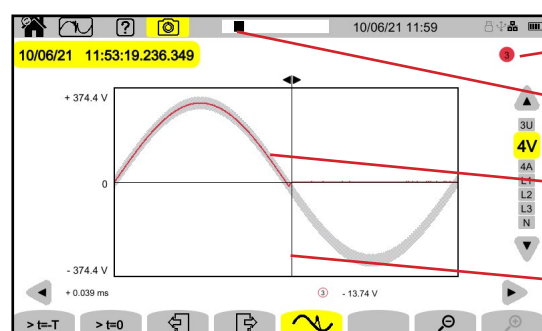 ?
10/06/21 11:59
10/06/21 11:53:19.236.349
3
+ 374.4 V
3U
4V
4A
L1
L2
L3
N
0
- 374.4 V
+ 0.039 ms
3
- 13.74 V
> t=-T
> t=0